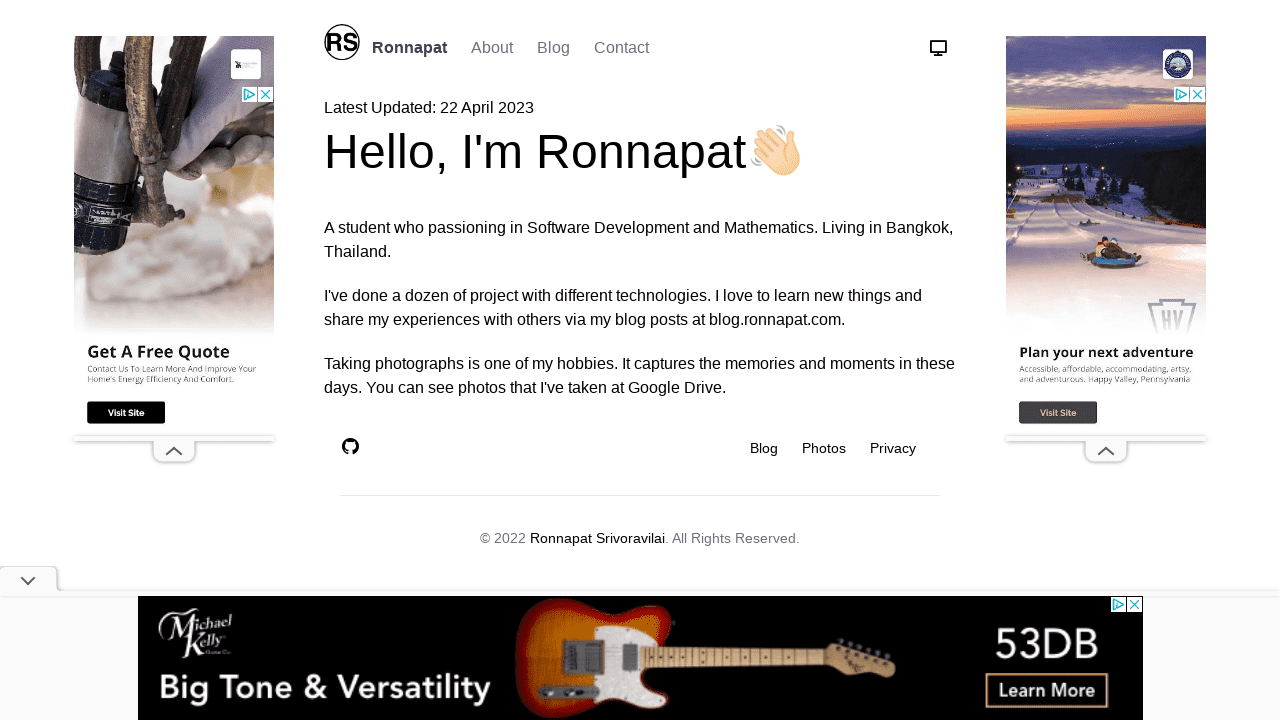 RS Ronnapat About Blog Contact
Latest Updated: 22 April 2023
Hello, I'm Ronnapat👋🏻
A student who passioning in Software Development and Mathematics. Living in Bangkok,
Thailand.
I've done a dozen of project with different technologies. I love to learn new things and
share my experiences with others via my blog posts at blog.ronnapat.com.
Taking photographs is one of my hobbies. It captures the memories and moments in these
days. You can see photos that I've taken at Google Drive.
Blog Photos Privacy
© 2022 Ronnapat Srivoravilai. All Rights Reserved.
Get A Free Quote
Contact Us To Learn More And Improve Your
Home's Energy Efficiency And Comfort.
Visit Site
HV
Plan your next adventure
Accessible, affordable, accommodating, artsy,
and adventurous. Happy Valley, Pennsylvania
Visit Site
Michael
Kelly
Guitar Co.
Big Tone & Versatility
53DB
Learn More